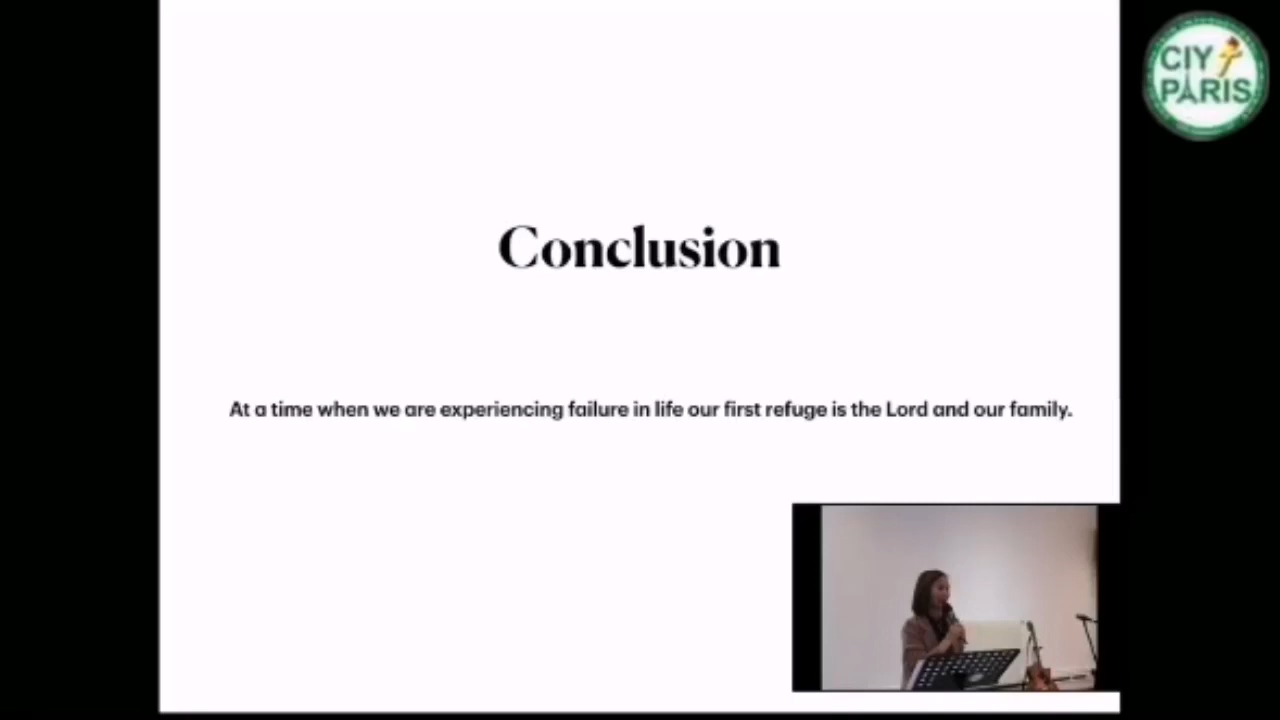 CIY
PARIS
Conclusion
At a time when we are experiencing failure in life our first refuge is the Lord and our family.